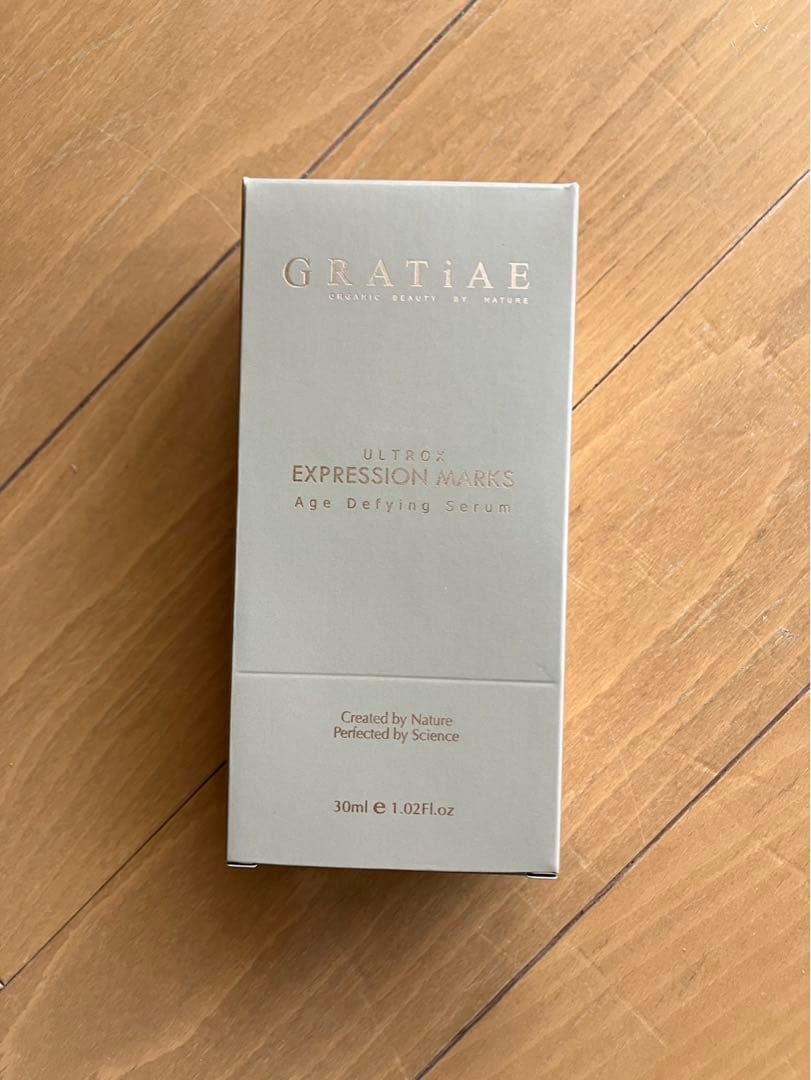 GRATiAE
ORGANIC BEAUTY BY NATURE
ULTROX
EXPRESSION MARKS
Age Defying Serum
Created by Nature
Perfected by Science
30ml e 1.02Fl.oz